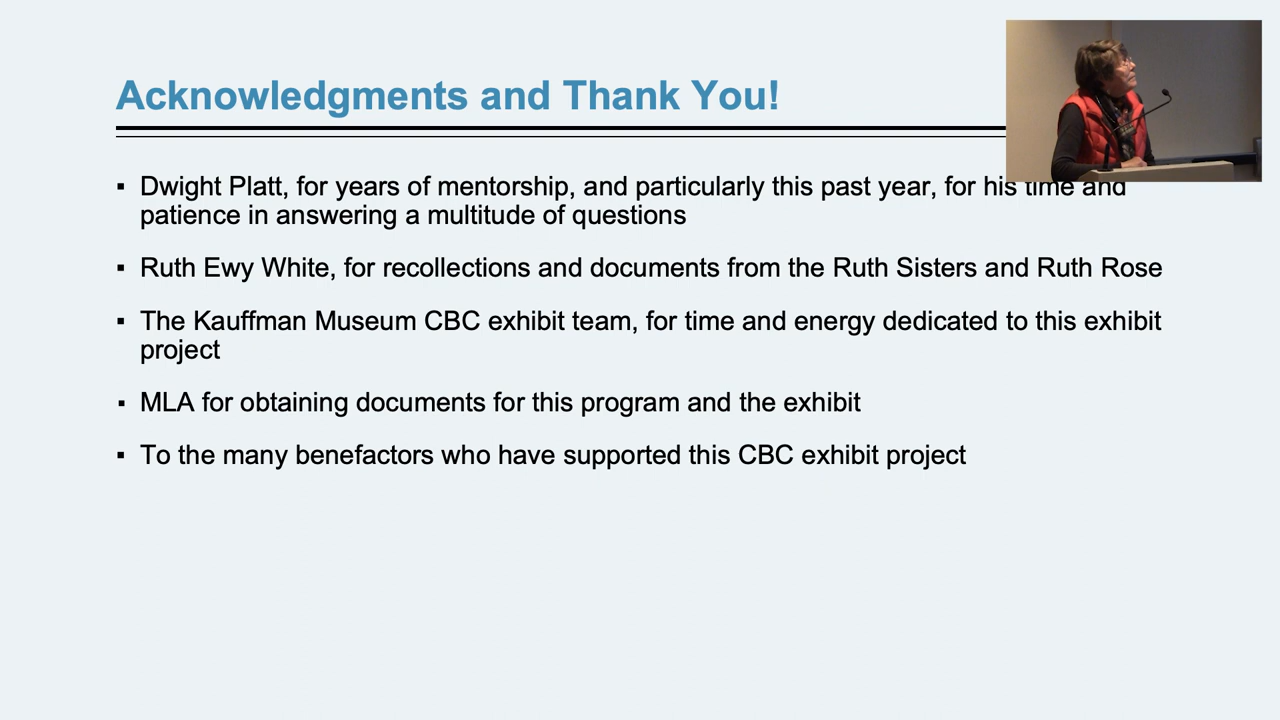 Acknowledgments and Thank You!
▪ Dwight Platt, for years of mentorship, and particularly this past year, for his time and
patience in answering a multitude of questions
▪ Ruth Ewy White, for recollections and documents from the Ruth Sisters and Ruth Rose
▪ The Kauffman Museum CBC exhibit team, for time and energy dedicated to this exhibit
project
▪ MLA for obtaining documents for this program and the exhibit
▪ To the many benefactors who have supported this CBC exhibit project